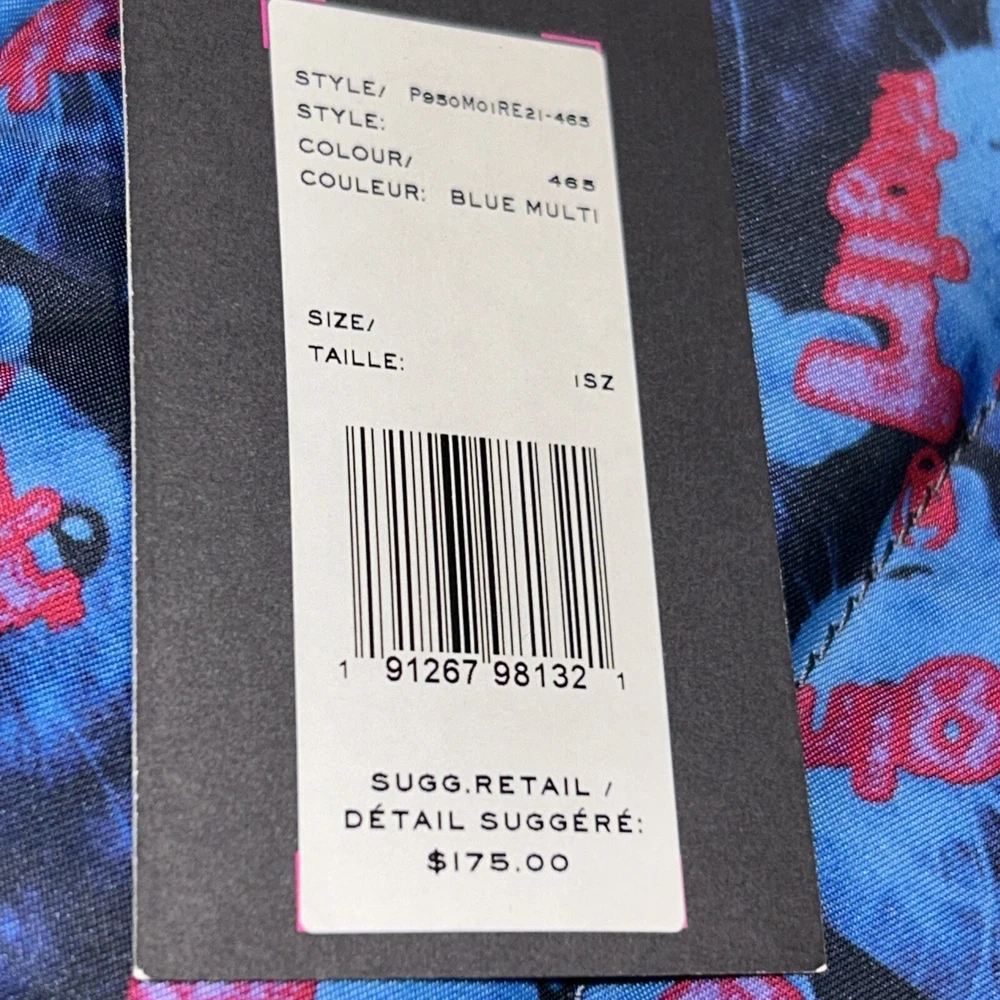 STYLE/ P950M01RE21-465
STYLE:
COLOUR/ 465
COULEUR: BLUE MULTI
SIZE/
TAILLE: 1SZ
1 91267 98132 1
SUGG.RETAIL /
DÉTAIL SUGGÉRÉ:
$175.00